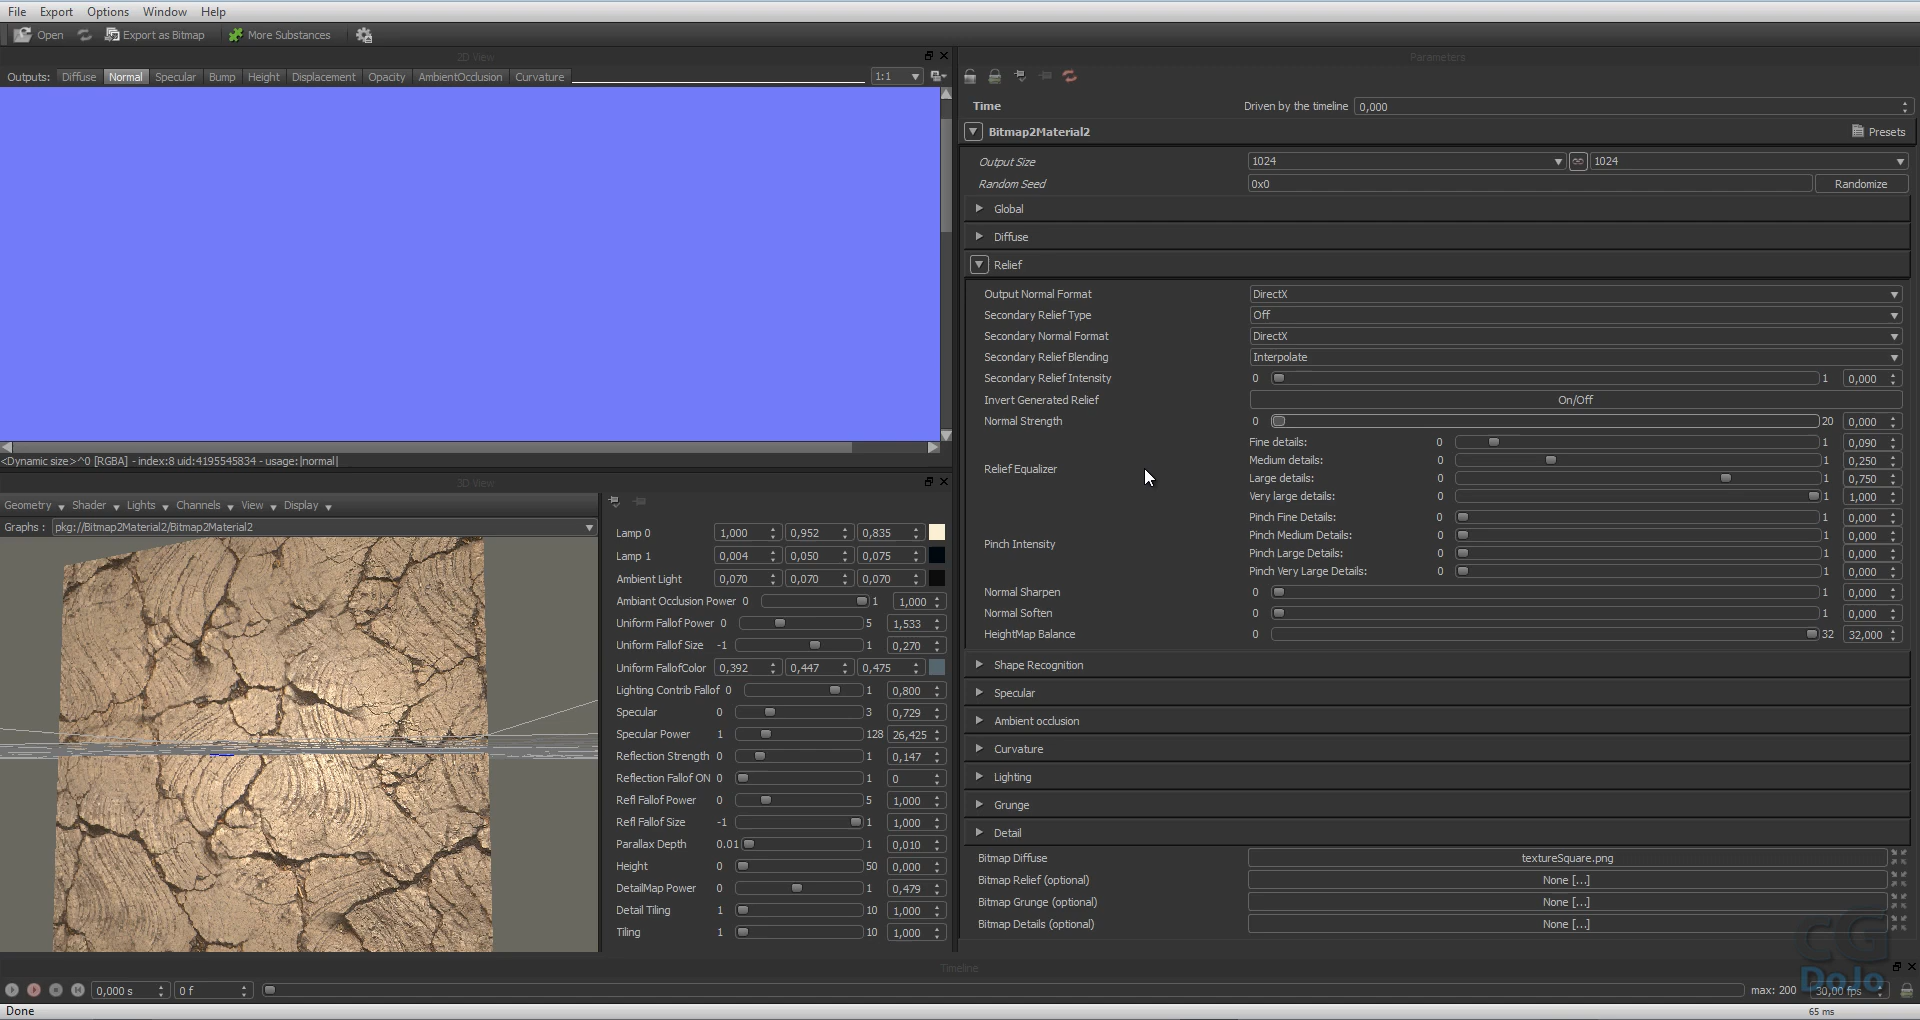 File Export Options Window Help
Open Export as Bitmap More Substances
2D View
Parameters
Outputs: Diffuse Normal Specular Bump Height Displacement Opacity AmbientOcclusion Curvature 1:1
Time Driven by the timeline 0,000
Bitmap2Material2 Presets
Output Size 1024 1024
Random Seed 0x0 Randomize
Global
Diffuse
Relief
Output Normal Format DirectX
Secondary Relief Type Off
Secondary Normal Format DirectX
Secondary Relief Blending Interpolate
Secondary Relief Intensity 0 1 0,000
Invert Generated Relief On/Off
Normal Strength 0 20 0,000
Relief Equalizer
Fine details: 0 1 0,090
Medium details: 0 1 0,250
Large details: 0 1 0,750
Very large details: 0 1 1,000
Pinch Intensity
Pinch Fine Details: 0 1 0,000
Pinch Medium Details: 0 1 0,000
Pinch Large Details: 0 1 0,000
Pinch Very Large Details: 0 1 0,000
Normal Sharpen 0 1 0,000
Normal Soften 0 1 0,000
HeightMap Balance 0 32 32,000
Shape Recognition
Specular
Ambient occlusion
Curvature
Lighting
Grunge
Detail
Bitmap Diffuse textureSquare.png
Bitmap Relief (optional) None [...]
Bitmap Grunge (optional) None [...]
Bitmap Details (optional) None [...]
<Dynamic size>^0 [RGBA] - index:8 uid:4195545834 - usage:|normal|
3D View
Geometry Shader Lights Channels View Display
Graphs : pkg://Bitmap2Material2/Bitmap2Material2
Lamp 0 1,000 0,952 0,835
Lamp 1 0,004 0,050 0,075
Ambient Light 0,070 0,070 0,070
Ambiant Occlusion Power 0 1 1,000
Uniform Fallof Power 0 5 1,533
Uniform Fallof Size -1 1 0,270
Uniform FallofColor 0,392 0,447 0,475
Lighting Contrib Fallof 0 1 0,800
Specular 0 3 0,729
Specular Power 1 128 26,425
Reflection Strength 0 1 0,147
Reflection Fallof ON 0 1 0
Refl Fallof Power 0 5 1,000
Refl Fallof Size -1 1 1,000
Parallax Depth 0.01 1 0,010
Height 0 50 0,000
DetailMap Power 0 1 0,479
Detail Tiling 1 10 1,000
Tiling 1 10 1,000
Timeline
0,000 s 0 f max: 200 30,00 fps
CG DoJo
Done 65 ms